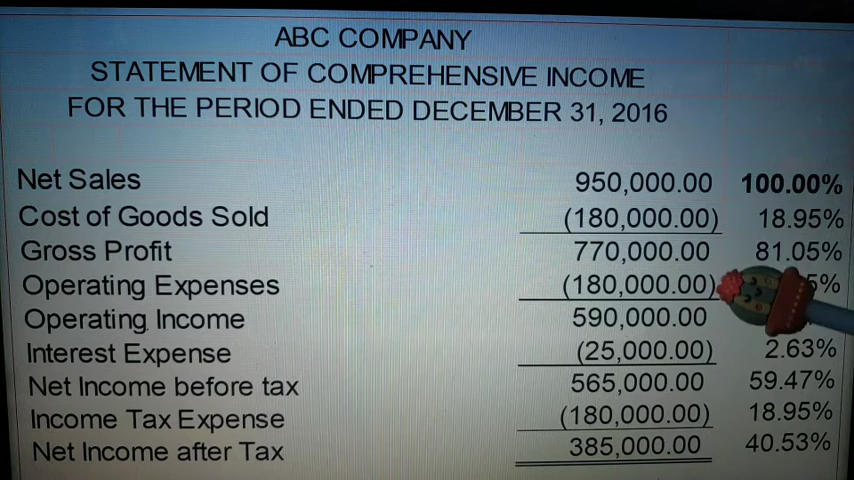 ABC COMPANY
STATEMENT OF COMPREHENSIVE INCOME
FOR THE PERIOD ENDED DECEMBER 31, 2016
Net Sales 950,000.00 100.00%
Cost of Goods Sold (180,000.00) 18.95%
Gross Profit 770,000.00 81.05%
Operating Expenses (180,000.00) 5%
Operating Income 590,000.00
Interest Expense (25,000.00) 2.63%
Net Income before tax 565,000.00 59.47%
Income Tax Expense (180,000.00) 18.95%
Net Income after Tax 385,000.00 40.53%